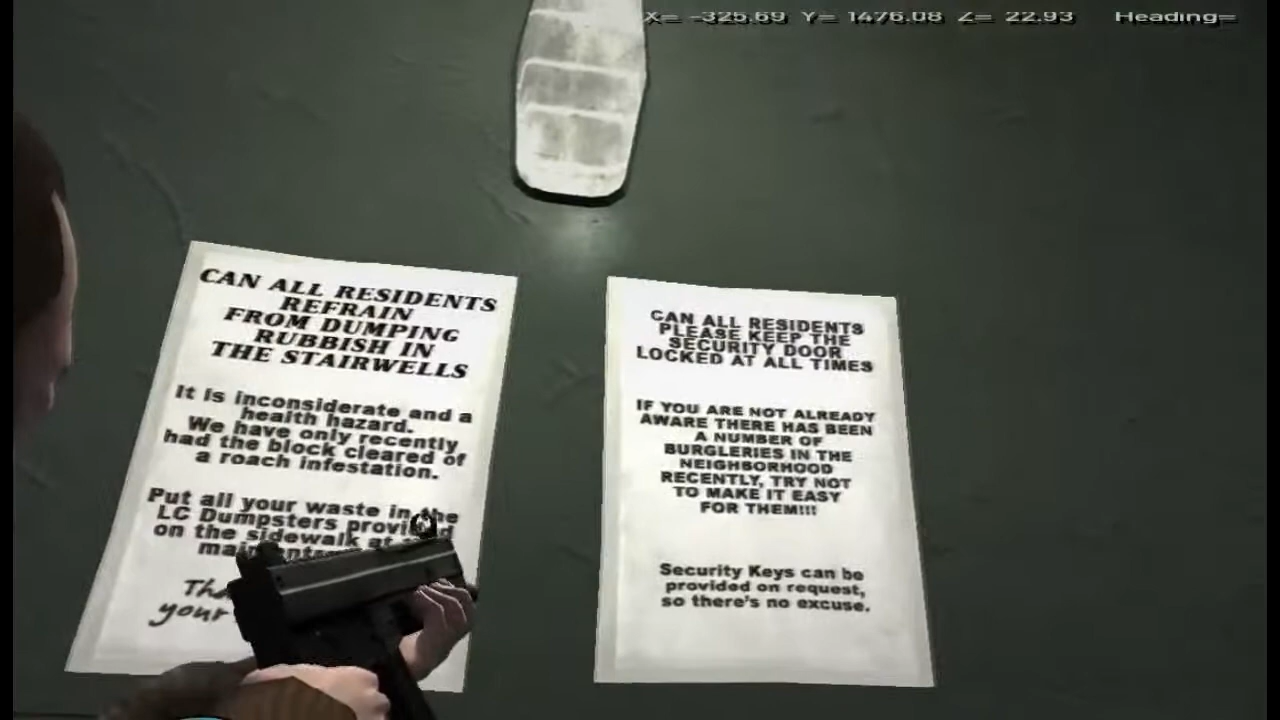 X= -325.69 Y= 1476.08 Z= 22.93 Heading=
CAN ALL RESIDENTS
REFRAIN
FROM DUMPING
RUBBISH IN
THE STAIRWELLS
It is inconsiderate and a
health hazard.
We have only recently
had the block cleared of
a roach infestation.
Put all your waste in the
LC Dumpsters provided
on the sidewalk at
your
CAN ALL RESIDENTS
PLEASE KEEP THE
SECURITY DOOR
LOCKED AT ALL TIMES
IF YOU ARE NOT ALREADY
AWARE THERE HAS BEEN
A NUMBER OF
BURGLERIES IN THE
NEIGHBORHOOD
RECENTLY, TRY NOT
TO MAKE IT EASY
FOR THEM!!!
Security Keys can be
provided on request,
so there's no excuse.